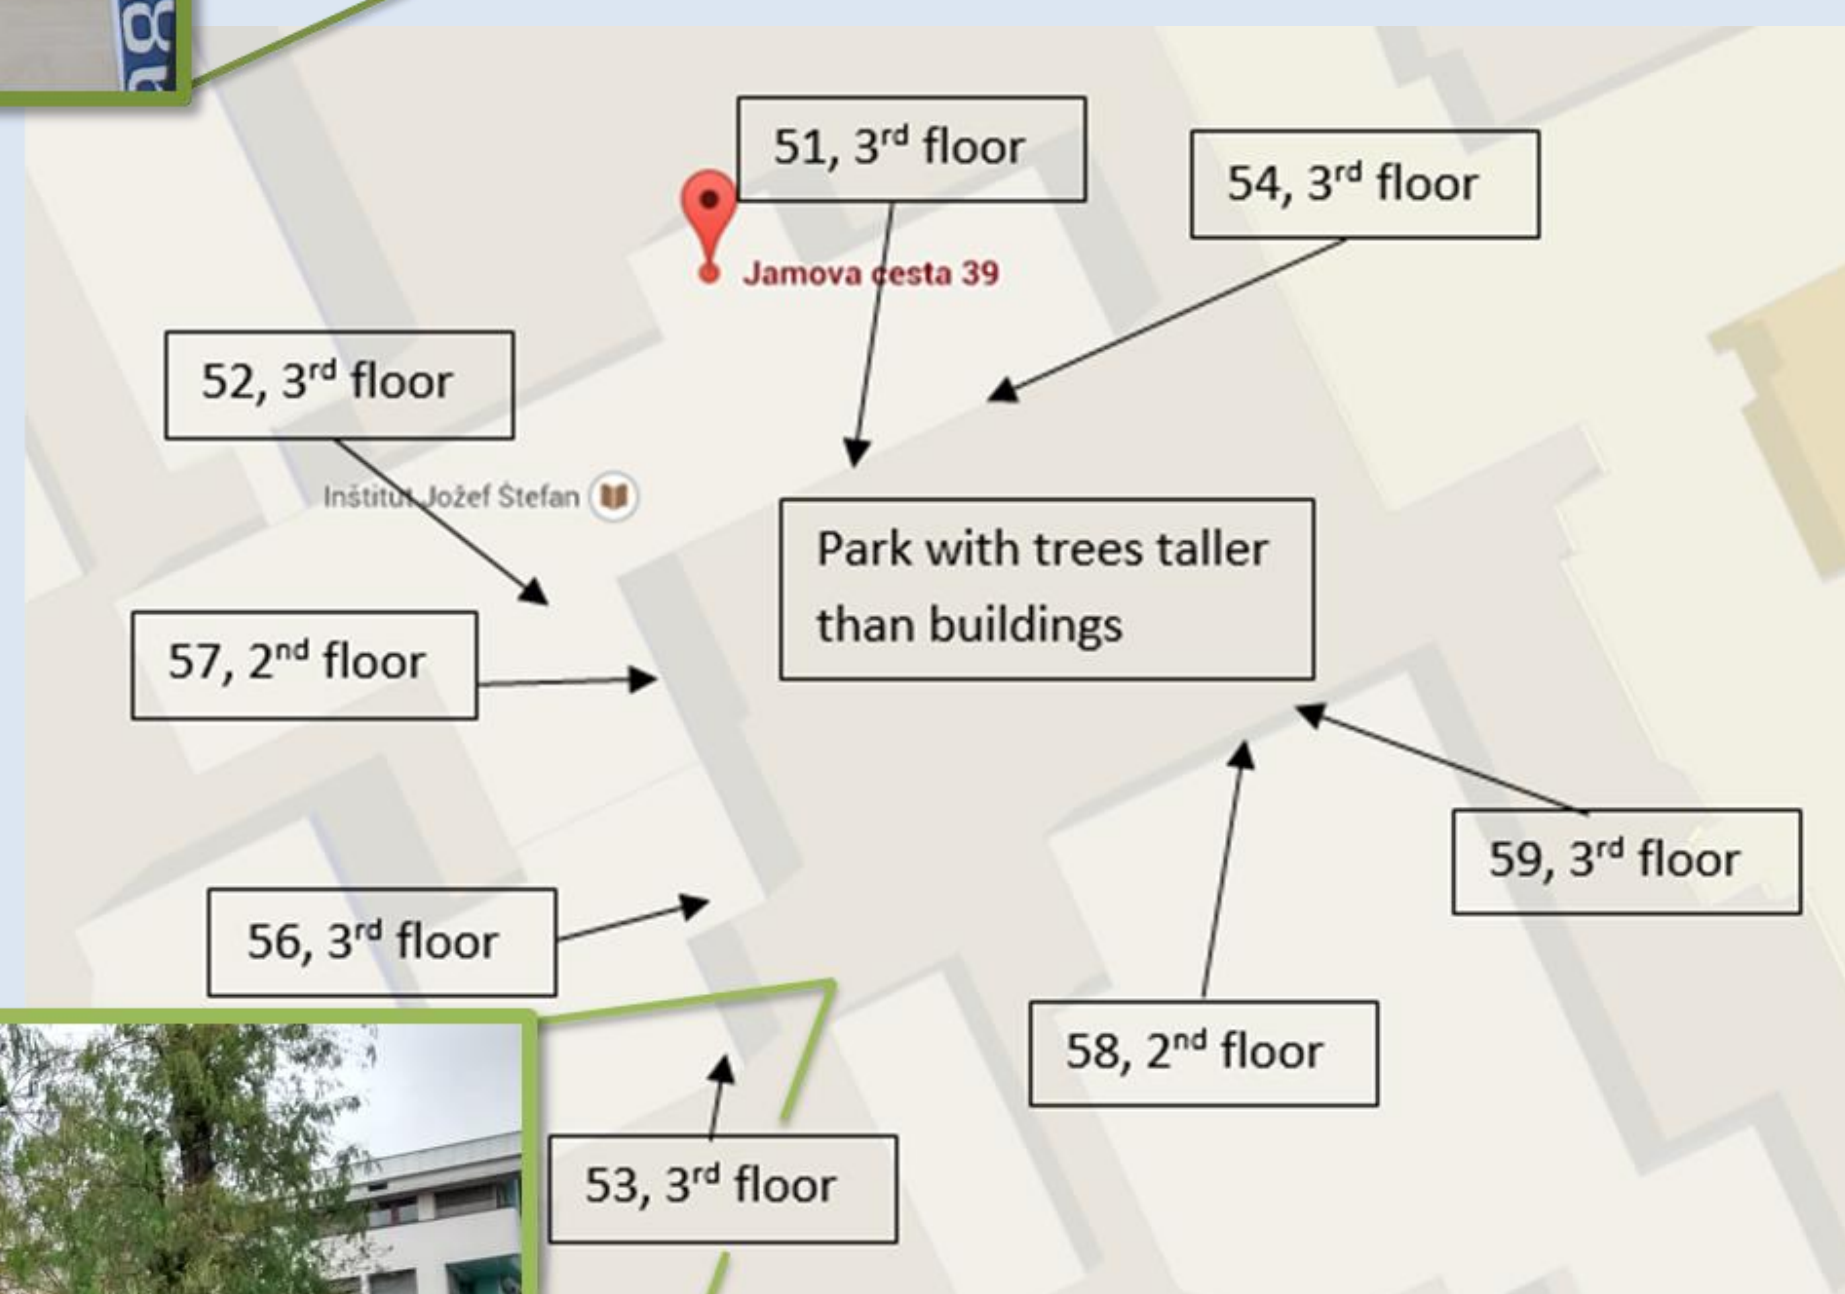 51, 3rd floor
54, 3rd floor
Jamova cesta 39
52, 3rd floor
Inštitut Jožef Štefan
Park with trees taller
than buildings
57, 2nd floor
59, 3rd floor
56, 3rd floor
58, 2nd floor
53, 3rd floor